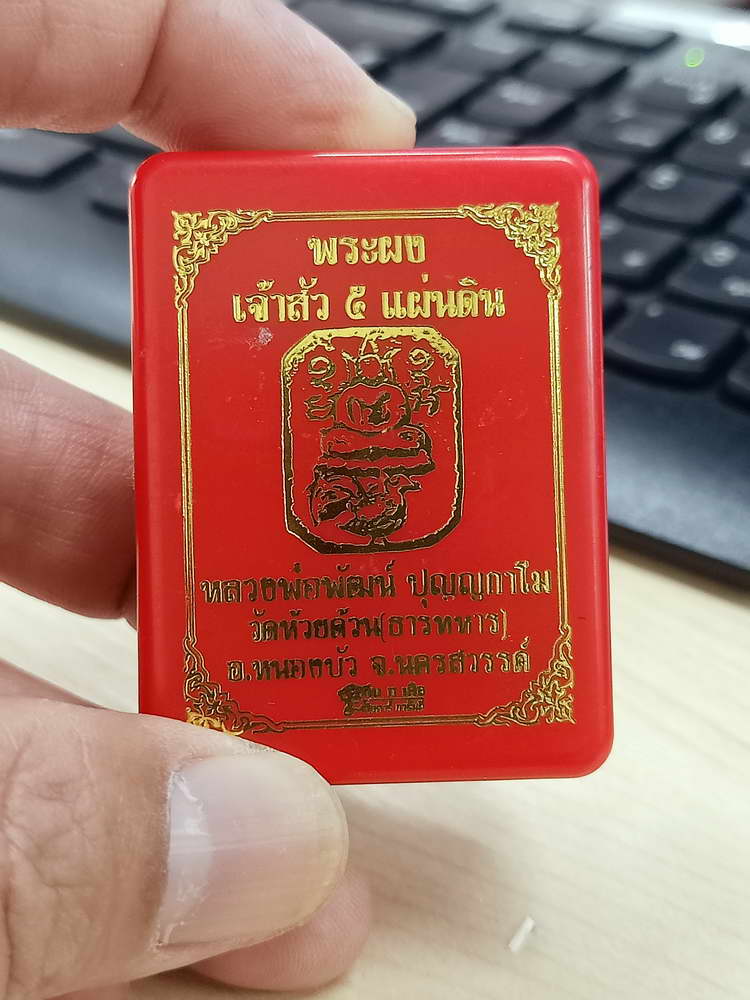 พระผง
เจ้าสัว ๕ แผ่นดิน
หลวงพ่อพัฒน์ ปุญญกาโม
วัดห้วยด้วน(ธารทหาร)
อ.หนองบัว จ.นครสวรรค์